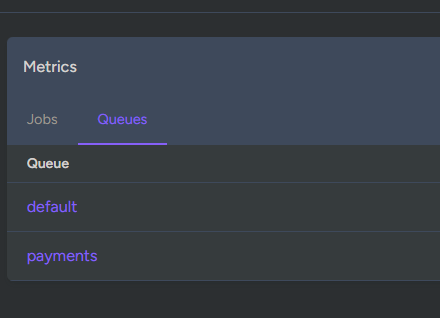 Metrics
Jobs Queues
Queue
default
payments